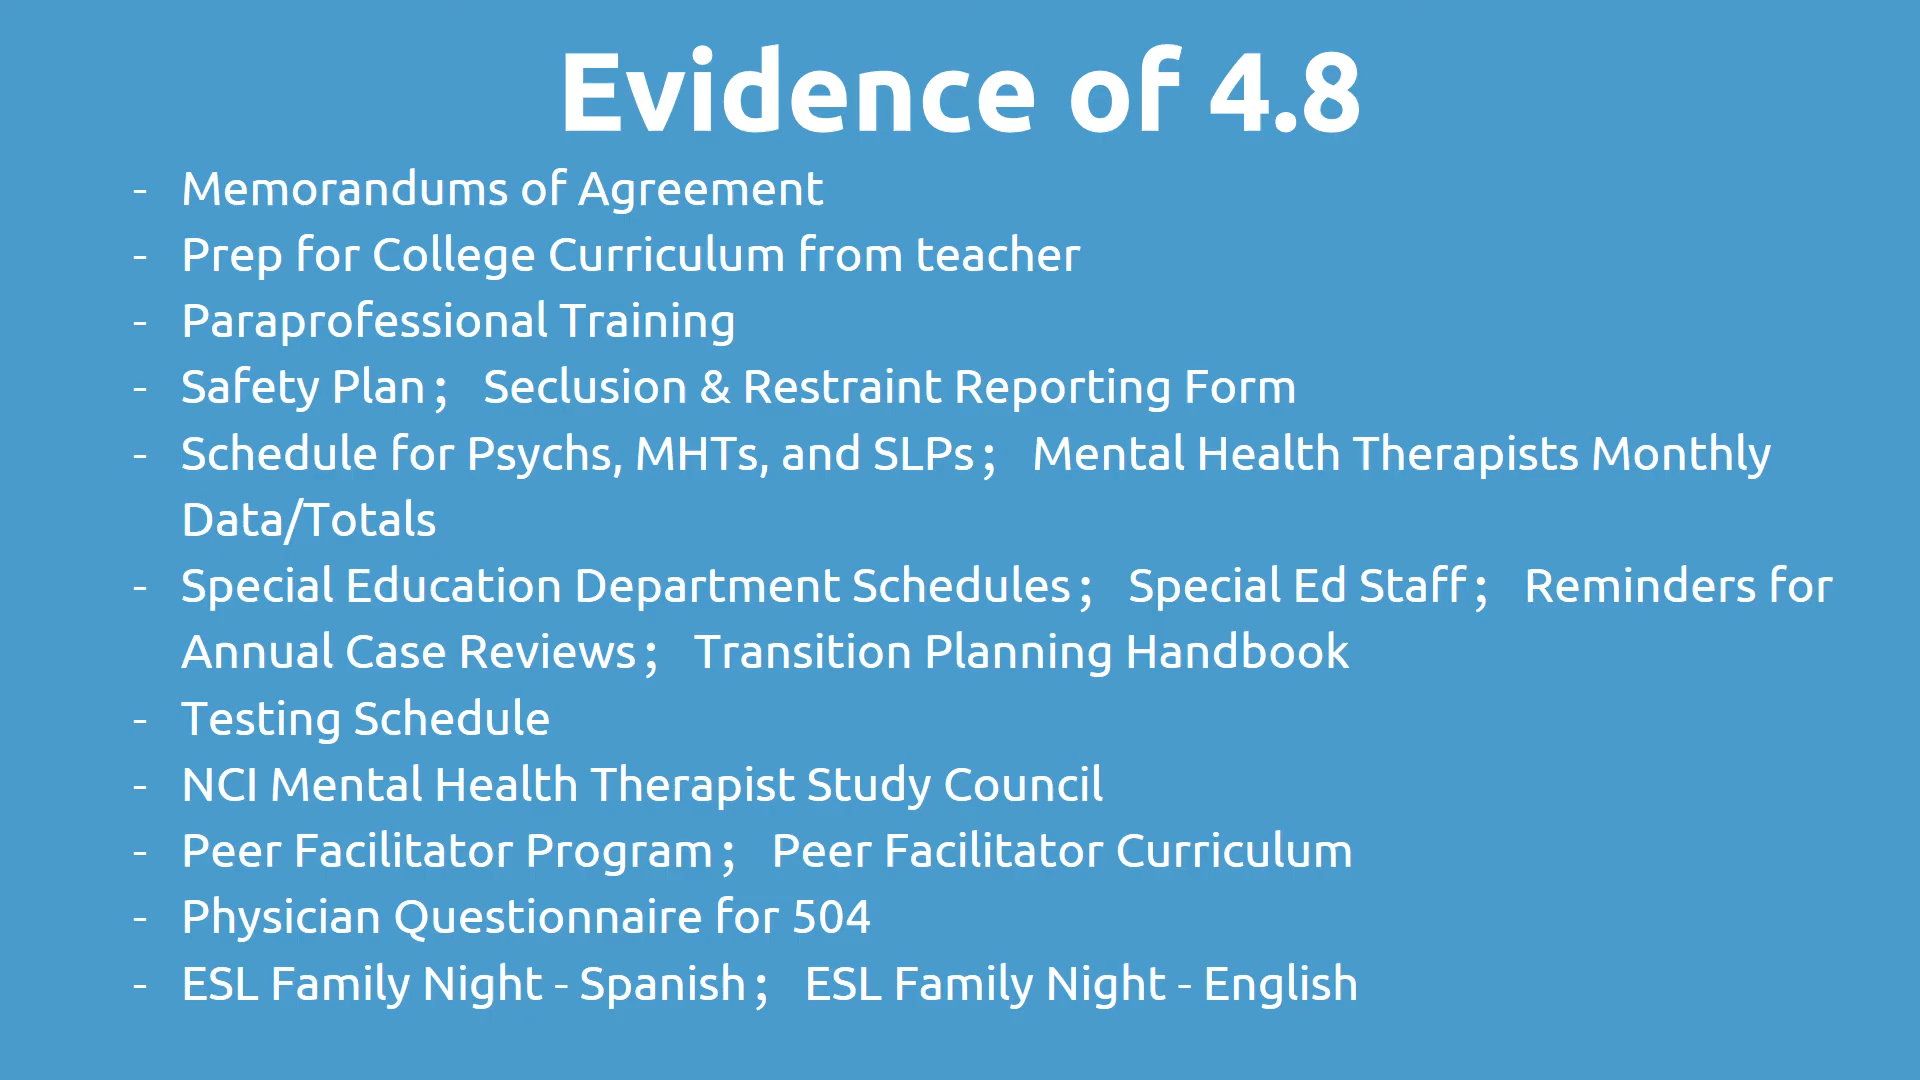 Evidence of 4.8
- Memorandums of Agreement
- Prep for College Curriculum from teacher
- Paraprofessional Training
- Safety Plan; Seclusion & Restraint Reporting Form
- Schedule for Psychs, MHTs, and SLPs; Mental Health Therapists Monthly
Data/Totals
- Special Education Department Schedules; Special Ed Staff; Reminders for
Annual Case Reviews; Transition Planning Handbook
- Testing Schedule
- NCI Mental Health Therapist Study Council
- Peer Facilitator Program; Peer Facilitator Curriculum
- Physician Questionnaire for 504
- ESL Family Night - Spanish; ESL Family Night - English